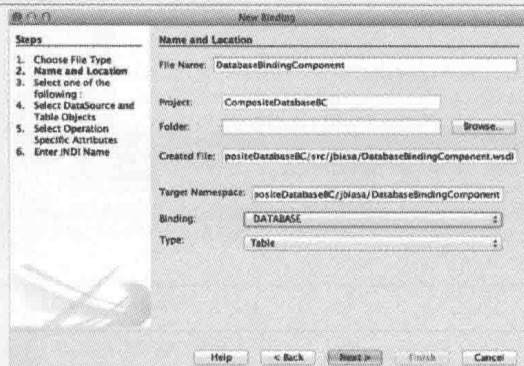 New Binding
Steps
1. Choose File Type
2. Name and Location
3. Select one of the
following :
4. Select DataSource and
Table Objects
5. Select Operation
Specific Attributes
6. Enter JNDI Name
Name and Location
File Name: DatabaseBindingComponent
Project: CompositeDatabaseBC
Folder: Browse...
Created File: positeDatabaseBC/src/jbiasa/DatabaseBindingComponent.wsdl
Target Namespace: positeDatabaseBC/jbiasa/DatabaseBindingComponent
Binding: DATABASE
Type: Table
Help < Back Next > Finish Cancel